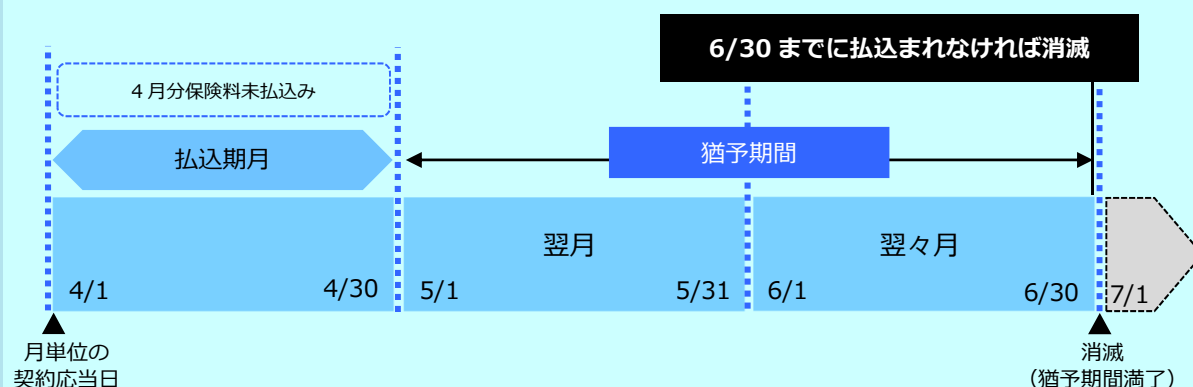 6/30 までに払込まれなければ消滅
4 月分保険料未払込み
払込期月
猶予期間
翌月
翌々月
4/1
4/30
5/1
5/31
6/1
6/30
7/1
月単位の
契約応当日
消滅
（猶予期間満了）